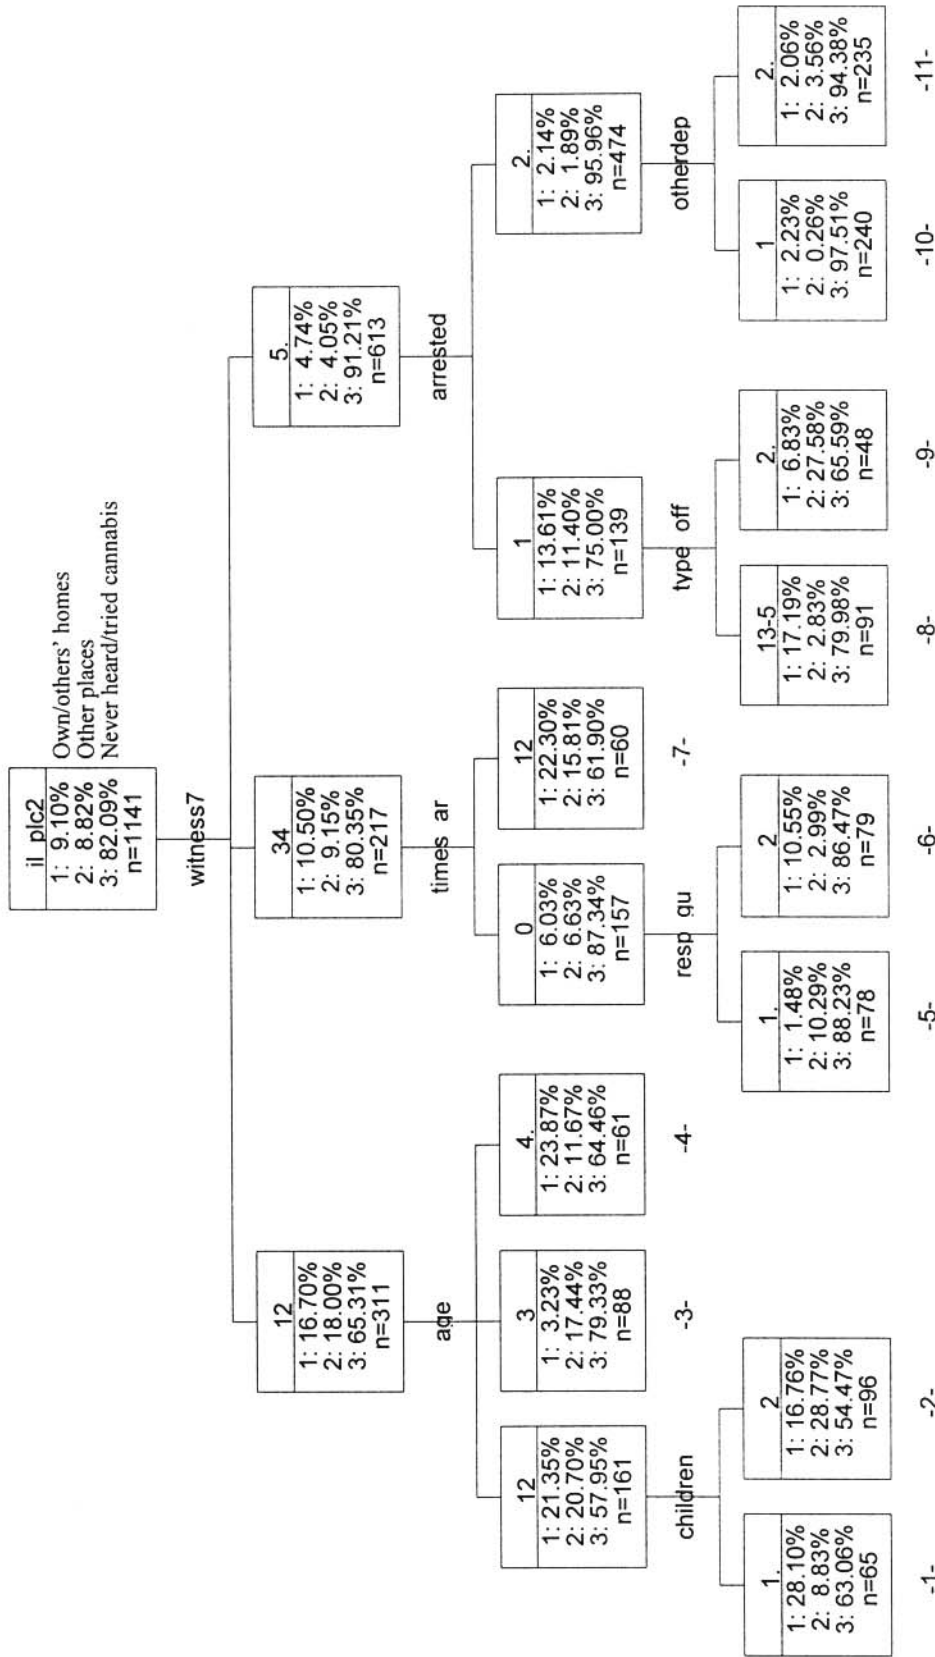 il_plc2
1: 9.10%
2: 8.82%
3: 82.09%
n=1141
Own/others' homes
Other places
Never heard/tried cannabis
witness7
12
1: 16.70%
2: 18.00%
3: 65.31%
n=311
34
1: 10.50%
2: 9.15%
3: 80.35%
n=217
5.
1: 4.74%
2: 4.05%
3: 91.21%
n=613
age
times ar
arrested
12
1: 21.35%
2: 20.70%
3: 57.95%
n=161
3
1: 3.23%
2: 17.44%
3: 79.33%
n=88
4.
1: 23.87%
2: 11.67%
3: 64.46%
n=61
0
1: 6.03%
2: 6.63%
3: 87.34%
n=157
12
1: 22.30%
2: 15.81%
3: 61.90%
n=60
1
1: 13.61%
2: 11.40%
3: 75.00%
n=139
2.
1: 2.14%
2: 1.89%
3: 95.96%
n=474
children
-3-
-4-
resp gu
-7-
type off
otherdep
1.
1: 28.10%
2: 8.83%
3: 63.06%
n=65
2
1: 16.76%
2: 28.77%
3: 54.47%
n=96
1.
1: 1.48%
2: 10.29%
3: 88.23%
n=78
2
1: 10.55%
2: 2.99%
3: 86.47%
n=79
13-5
1: 17.19%
2: 2.83%
3: 79.98%
n=91
2.
1: 6.83%
2: 27.58%
3: 65.59%
n=48
1
1: 2.23%
2: 0.26%
3: 97.51%
n=240
2.
1: 2.06%
2: 3.56%
3: 94.38%
n=235
-1-
-2-
-5-
-6-
-8-
-9-
-10-
-11-